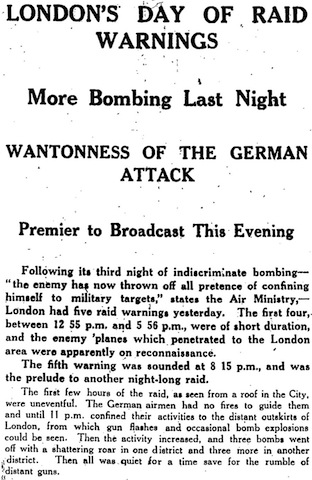 LONDON'S DAY OF RAID
WARNINGS
More Bombing Last Night
WANTONNESS OF THE GERMAN
ATTACK
Premier to Broadcast This Evening
Following its third night of indiscriminate bombing—
"the enemy has now thrown off all pretence of confining
himself to military targets," states the Air Ministry,—
London had five raid warnings yesterday. The first four,
between 12 55 p.m. and 5 56 p.m., were of short duration,
and the enemy 'planes which penetrated to the London
area were apparently on reconnaissance.
The fifth warning was sounded at 8 15 p.m., and was
the prelude to another night-long raid.
The first few hours of the raid, as seen from a roof in the City,
were uneventful. The German airmen had no fires to guide them
and until 11 p.m. confined their activities to the distant outskirts of
London, from which gun flashes and occasional bomb explosions
could be seen. Then the activity increased, and three bombs went
off with a shattering roar in one district and three more in another
district. Then all was quiet for a time save for the rumble of
distant guns.